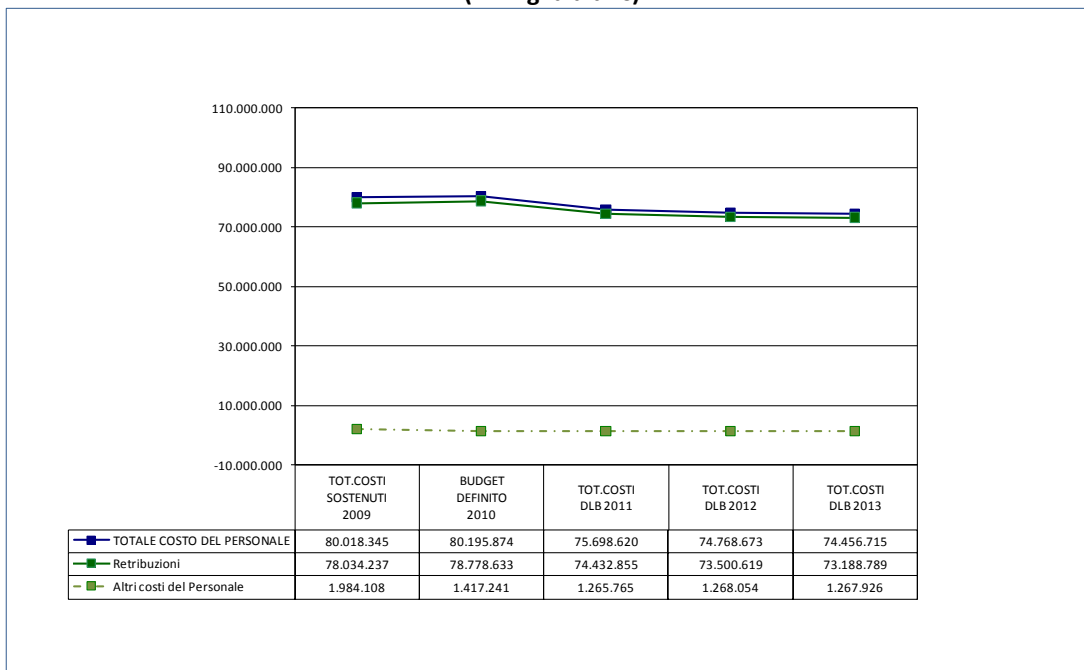 110.000.000
90.000.000
70.000.000
50.000.000
30.000.000
10.000.000
-10.000.000
TOT.COSTI SOSTENUTI 2009
BUDGET DEFINITO 2010
TOT.COSTI DLB 2011
TOT.COSTI DLB 2012
TOT.COSTI DLB 2013
TOTALE COSTO DEL PERSONALE 80.018.345 80.195.874 75.698.620 74.768.673 74.456.715
Retribuzioni 78.034.237 78.778.633 74.432.855 73.500.619 73.188.789
Altri costi del Personale 1.984.108 1.417.241 1.265.765 1.268.054 1.267.926